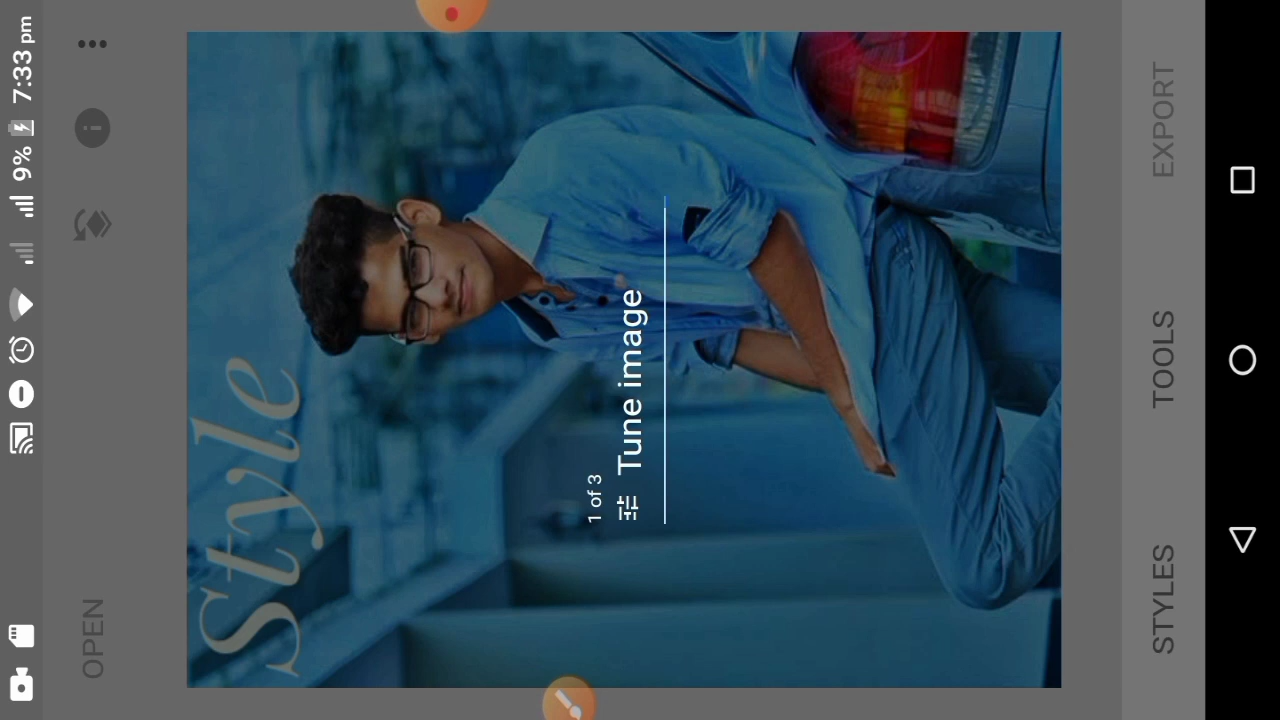 9% 7:33 pm
OPEN
Style
1 of 3
Tune image
STYLES
TOOLS
EXPORT